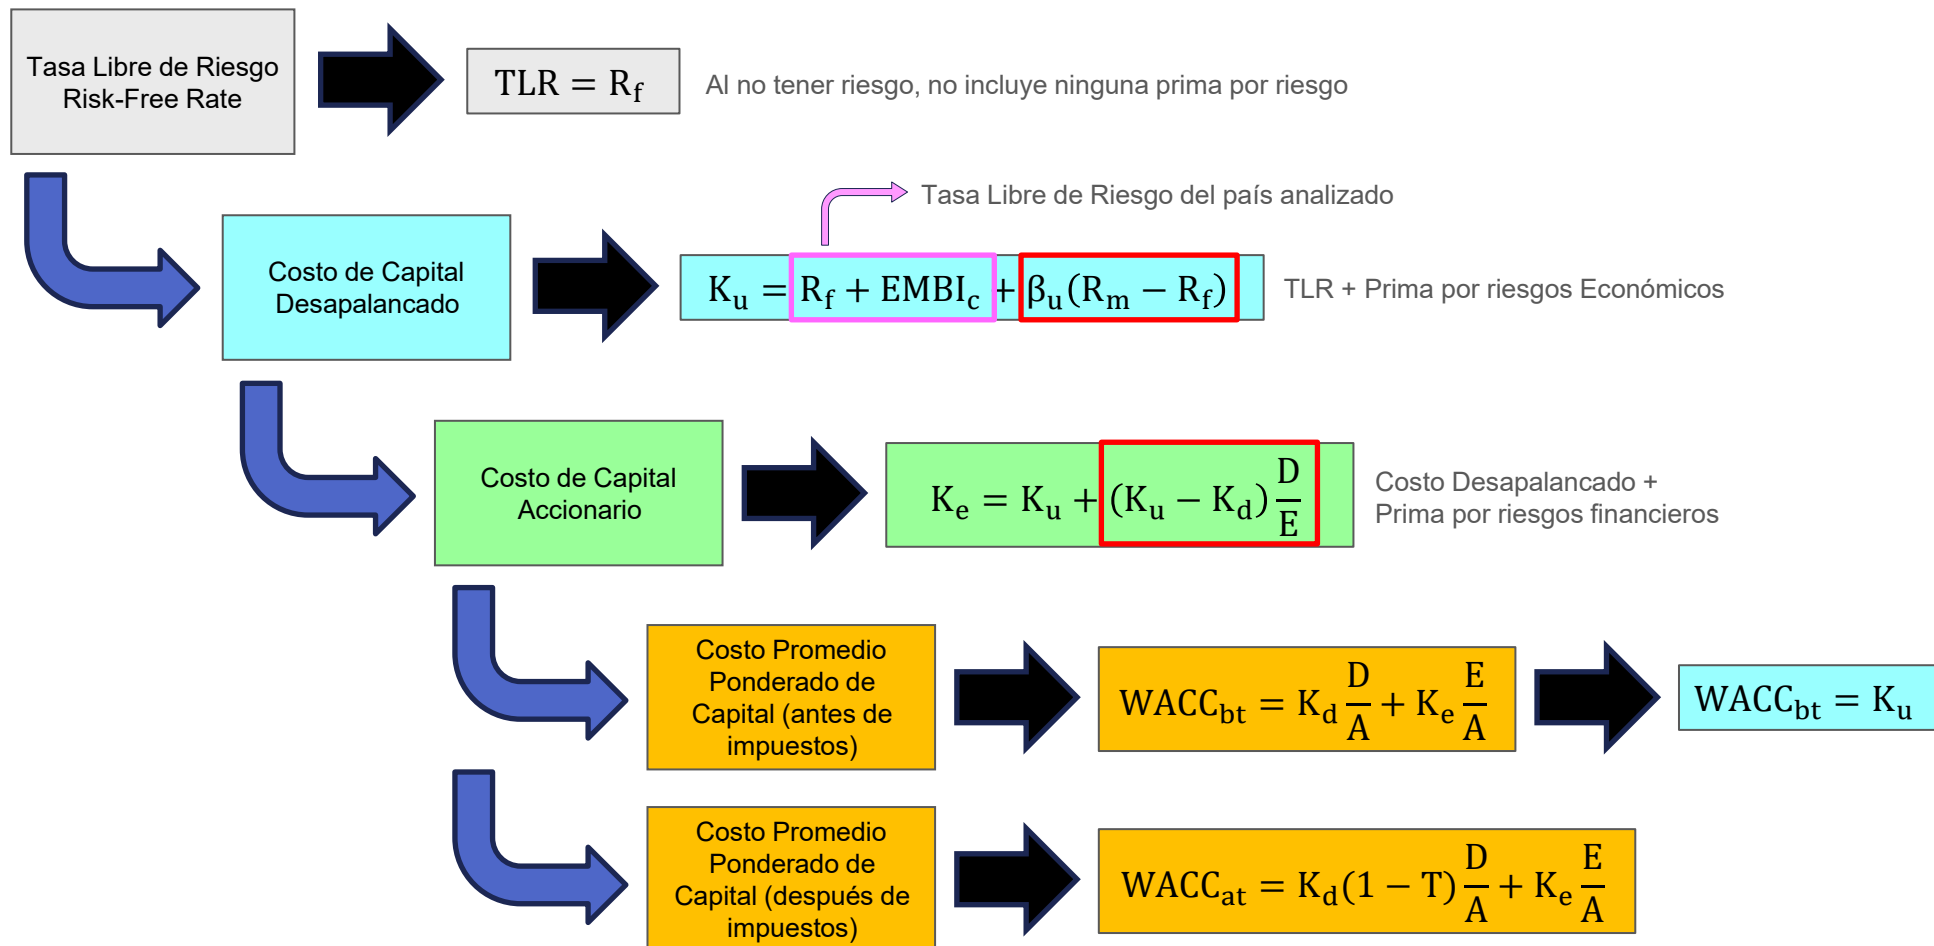 Tasa Libre de Riesgo
Risk-Free Rate
TLR = R_f
Al no tener riesgo, no incluye ninguna prima por riesgo
Tasa Libre de Riesgo del país analizado
Costo de Capital
Desapalancado
K_u = R_f + EMBI_c + β_u(R_m − R_f)
TLR + Prima por riesgos Económicos
Costo de Capital
Accionario
K_e = K_u + (K_u − K_d) D/E
Costo Desapalancado +
Prima por riesgos financieros
Costo Promedio
Ponderado de
Capital (antes de
impuestos)
WACC_bt = K_d D/A + K_e E/A
WACC_bt = K_u
Costo Promedio
Ponderado de
Capital (después de
impuestos)
WACC_at = K_d(1 − T) D/A + K_e E/A